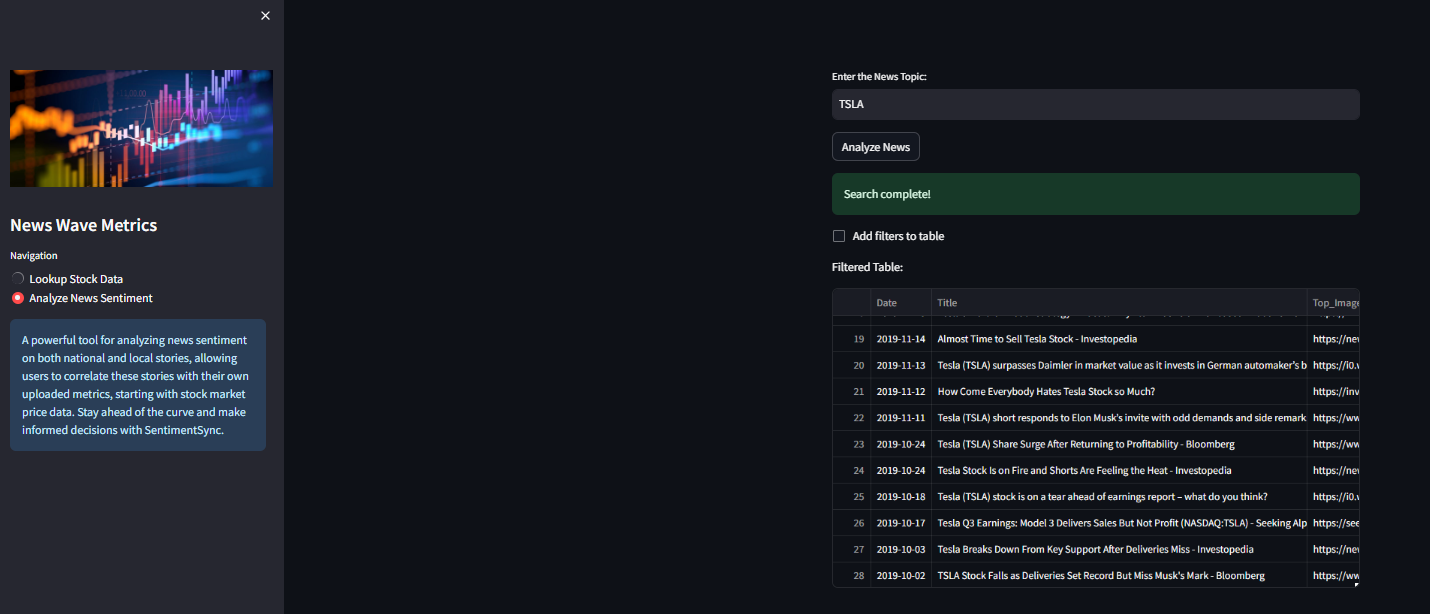 News Wave Metrics
Navigation
Lookup Stock Data
Analyze News Sentiment
A powerful tool for analyzing news sentiment
on both national and local stories, allowing
users to correlate these stories with their own
uploaded metrics, starting with stock market
price data. Stay ahead of the curve and make
informed decisions with SentimentSync.
Enter the News Topic:
TSLA
Analyze News
Search complete!
Add filters to table
Filtered Table:
Date Title Top_Image
19 2019-11-14 Almost Time to Sell Tesla Stock - Investopedia https://nev
20 2019-11-13 Tesla (TSLA) surpasses Daimler in market value as it invests in German automaker's b https://i0.v
21 2019-11-12 How Come Everybody Hates Tesla Stock so Much? https://inv
22 2019-11-11 Tesla (TSLA) short responds to Elon Musk's invite with odd demands and side remark https://ww
23 2019-10-24 Tesla (TSLA) Share Surge After Returning to Profitability - Bloomberg https://ww
24 2019-10-24 Tesla Stock Is on Fire and Shorts Are Feeling the Heat - Investopedia https://nev
25 2019-10-18 Tesla (TSLA) stock is on a tear ahead of earnings report – what do you think? https://i0.v
26 2019-10-17 Tesla Q3 Earnings: Model 3 Delivers Sales But Not Profit (NASDAQ:TSLA) - Seeking Alp https://see
27 2019-10-03 Tesla Breaks Down From Key Support After Deliveries Miss - Investopedia https://nev
28 2019-10-02 TSLA Stock Falls as Deliveries Set Record But Miss Musk's Mark - Bloomberg https://ww